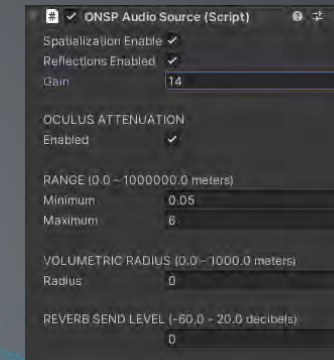 # ONSP Audio Source (Script)
Spatialization Enable
Reflections Enabled
Gain 14
OCULUS ATTENUATION
Enabled
RANGE (0.0 - 1000000.0 meters)
Minimum 0.05
Maximum 6
VOLUMETRIC RADIUS (0.0 - 1000.0 meters)
Radius 0
REVERB SEND LEVEL (-60.0 - 20.0 decibels)
0